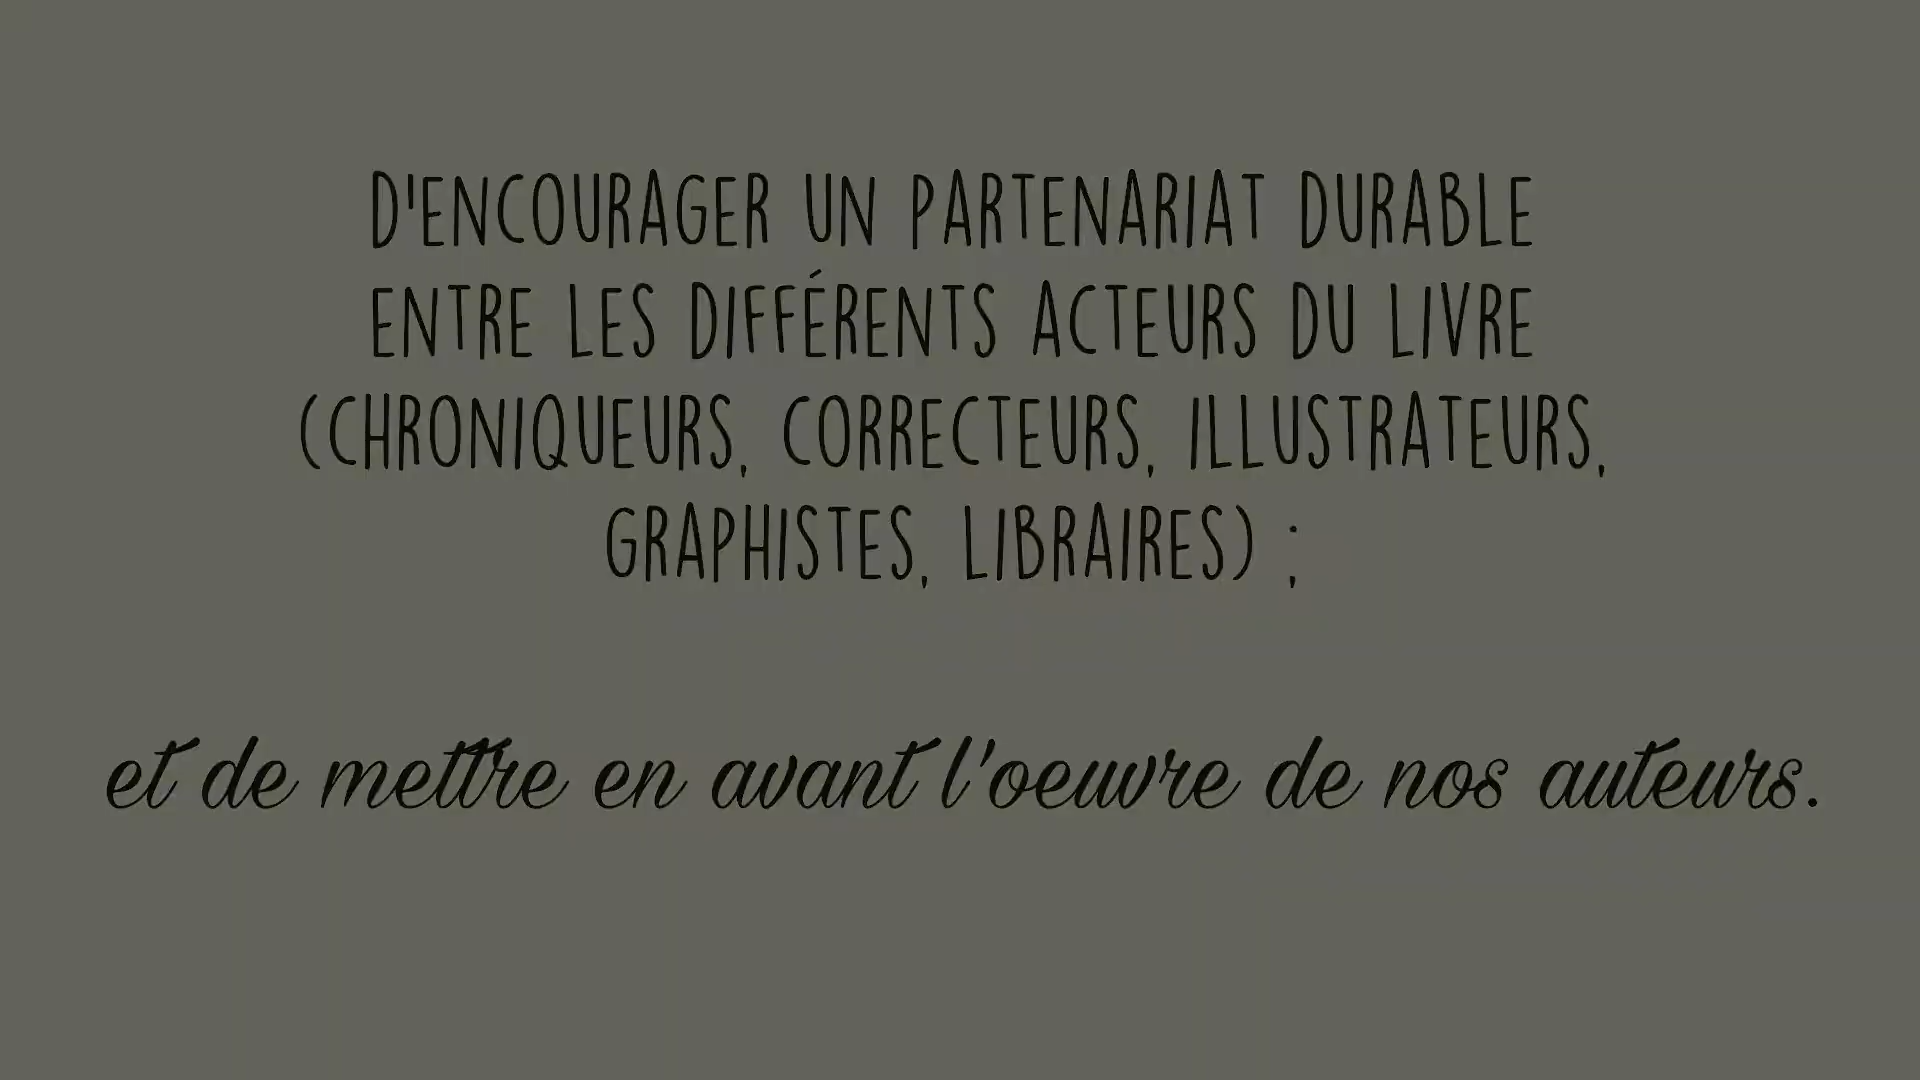 D'ENCOURAGER UN PARTENARIAT DURABLE
ENTRE LES DIFFÉRENTS ACTEURS DU LIVRE
(CHRONIQUEURS, CORRECTEURS, ILLUSTRATEURS,
GRAPHISTES, LIBRAIRES) ;
et de mettre en avant l'oeuvre de nos auteurs.